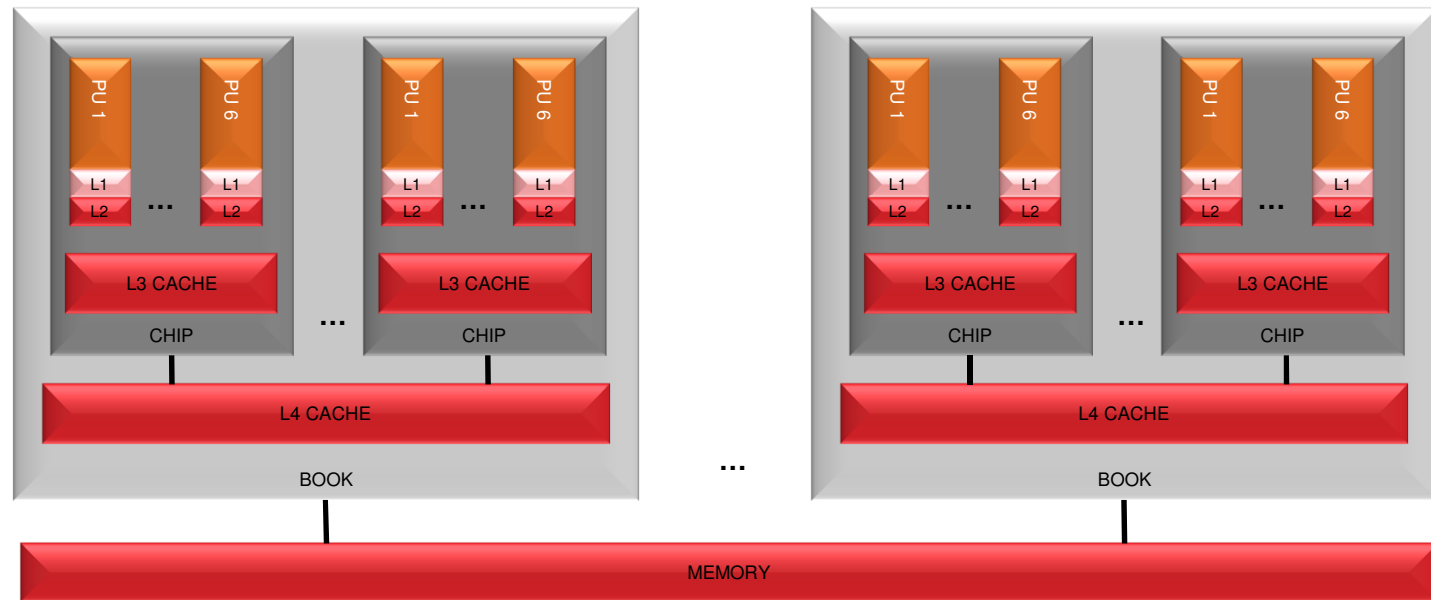 PU 1 PU 6 PU 1 PU 6 PU 1 PU 6 PU 1 PU 6
L1 L1 L1 L1 L1 L1 L1 L1
L2 ... L2 L2 ... L2 L2 ... L2 L2 ... L2
L3 CACHE L3 CACHE L3 CACHE L3 CACHE
... ...
CHIP CHIP CHIP CHIP
L4 CACHE L4 CACHE
...
BOOK BOOK
MEMORY